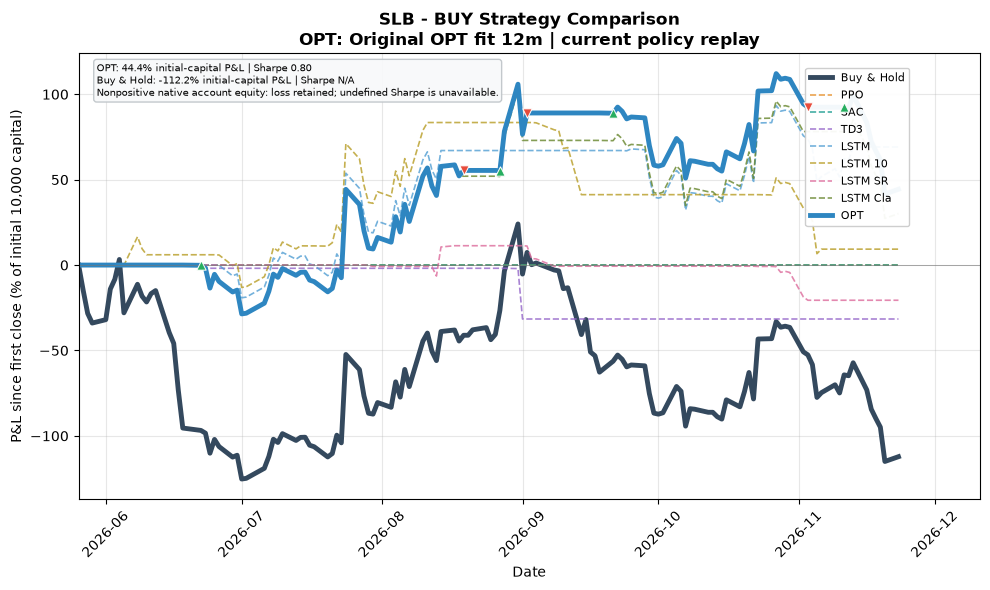 SLB - BUY Strategy Comparison
OPT: Original OPT fit 12m | current policy replay
OPT: 44.4% initial-capital P&L | Sharpe 0.80
Buy & Hold: -112.2% initial-capital P&L | Sharpe N/A
Nonpositive native account equity: loss retained; undefined Sharpe is unavailable.
Buy & Hold
PPO
SAC
TD3
LSTM
LSTM 10
LSTM SR
LSTM Cla
OPT
P&L since first close (% of initial 10,000 capital)
100
50
0
−50
−100
2026-06
2026-07
2026-08
2026-09
2026-10
2026-11
2026-12
Date